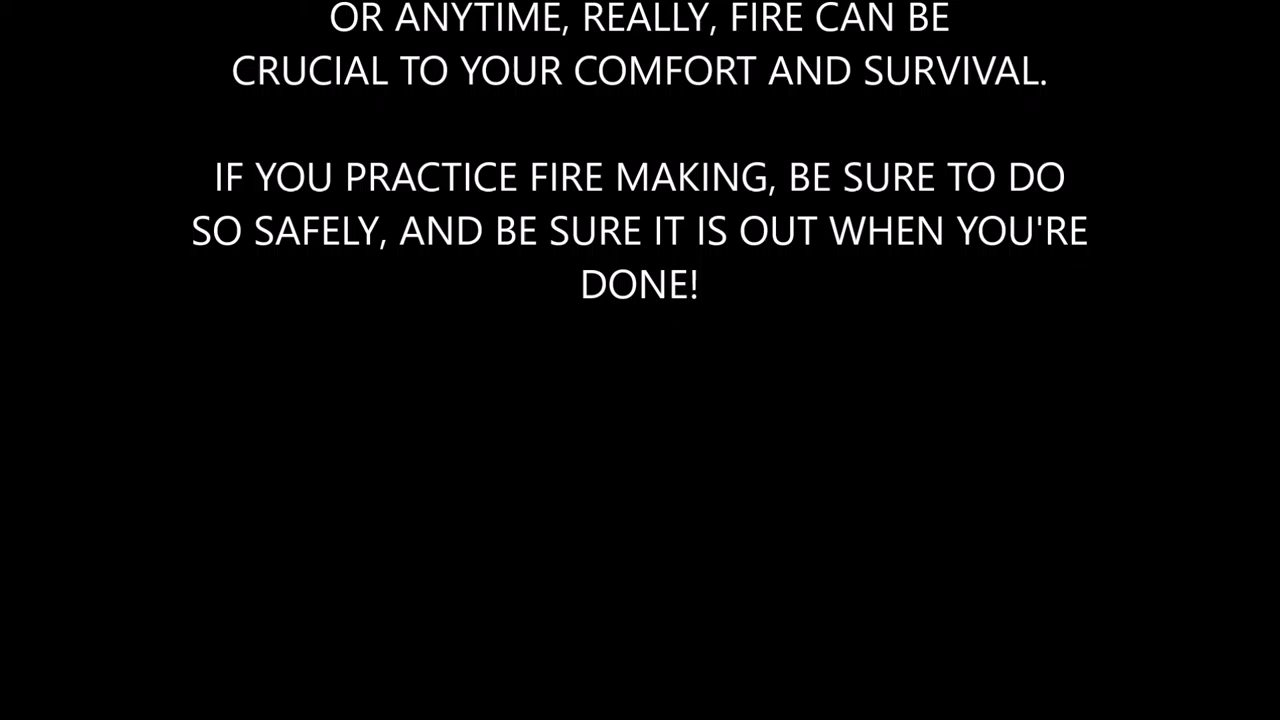 OR ANYTIME, REALLY, FIRE CAN BE
CRUCIAL TO YOUR COMFORT AND SURVIVAL.
IF YOU PRACTICE FIRE MAKING, BE SURE TO DO
SO SAFELY, AND BE SURE IT IS OUT WHEN YOU'RE
DONE!